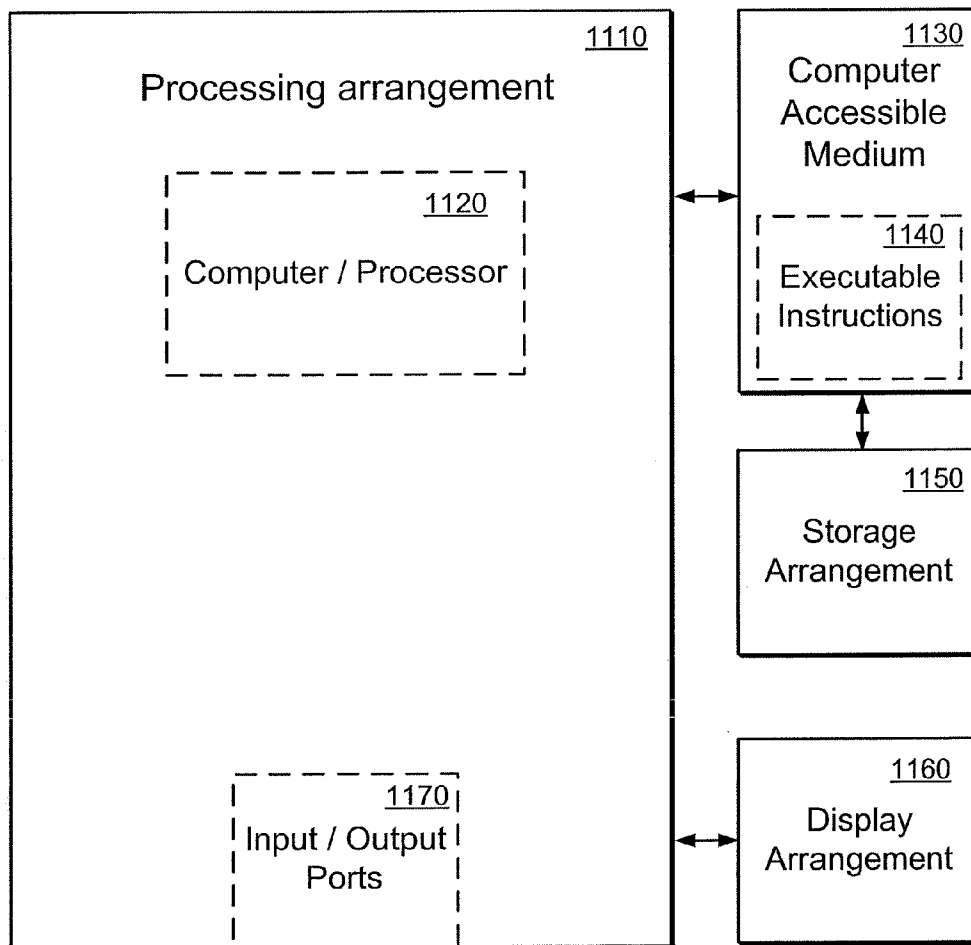 1110
Processing arrangement
1120
Computer / Processor
1130
Computer
Accessible
Medium
1140
Executable
Instructions
1150
Storage
Arrangement
1160
Display
Arrangement
1170
Input / Output
Ports